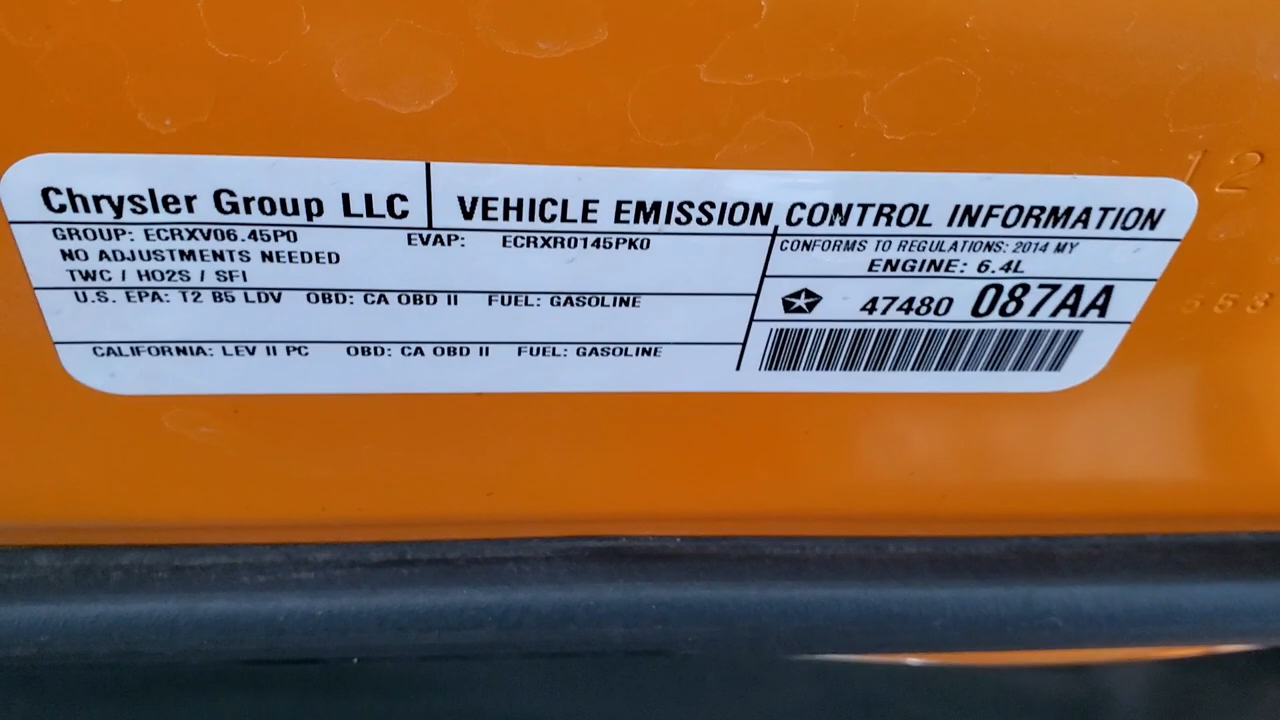 Chrysler Group LLC
VEHICLE EMISSION CONTROL INFORMATION
GROUP: ECRXV06.45P0 EVAP: ECRXR0145PK0
NO ADJUSTMENTS NEEDED
TWC / HO2S / SFI
CONFORMS TO REGULATIONS: 2014 MY
ENGINE: 6.4L
U.S. EPA: T2 B5 LDV OBD: CA OBD II FUEL: GASOLINE
47480 087AA
CALIFORNIA: LEV II PC OBD: CA OBD II FUEL: GASOLINE
12